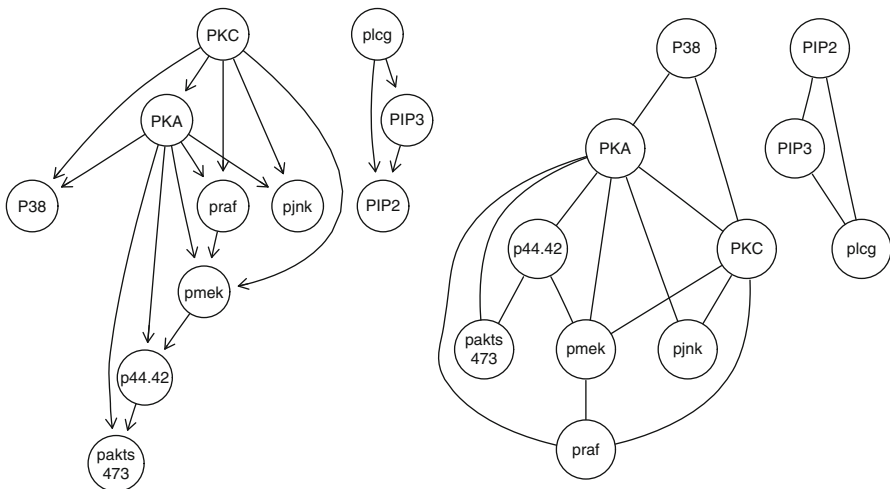 PKC
plcg
PKA
PIP3
P38
praf
pjnk
PIP2
pmek
p44.42
pakts
473
P38
PIP2
PKA
PIP3
p44.42
PKC
plcg
pakts
473
pmek
pjnk
praf